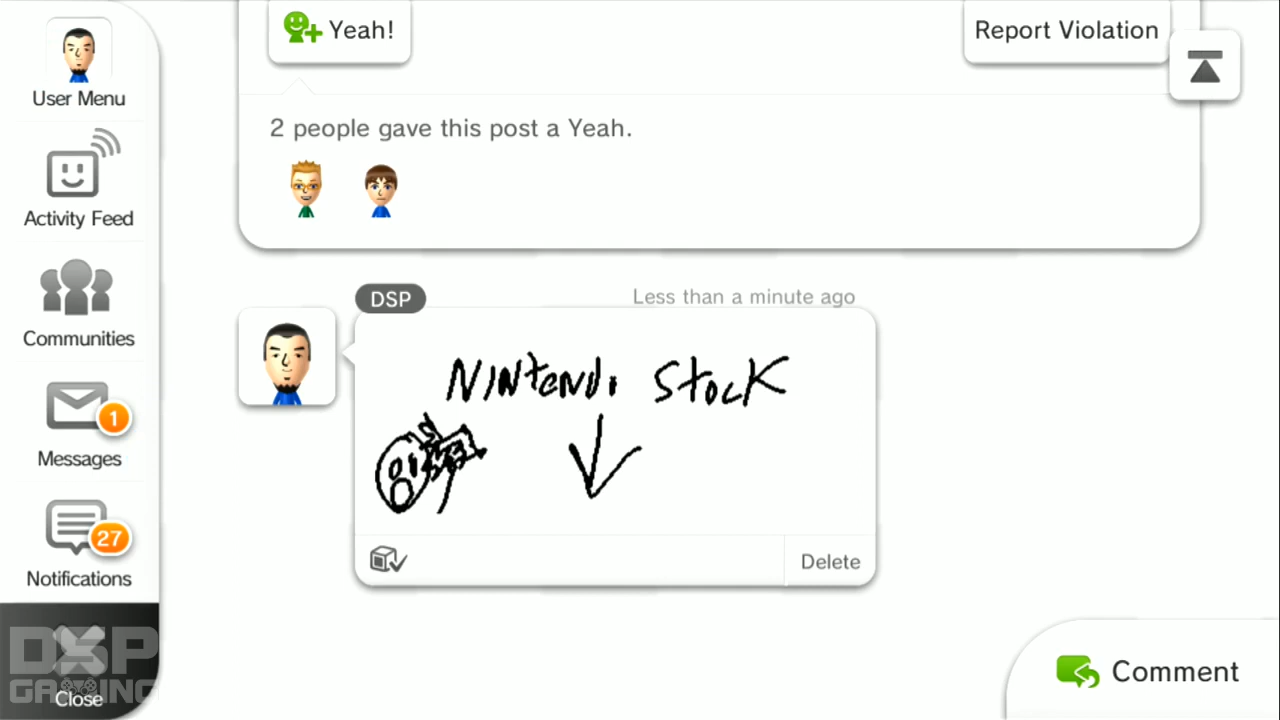 Yeah!
Report Violation
User Menu
2 people gave this post a Yeah.
Activity Feed
DSP
Less than a minute ago
Communities
Nintendo Stock
1
Messages
27
Notifications
Delete
DSP
GAMING
Close
Comment